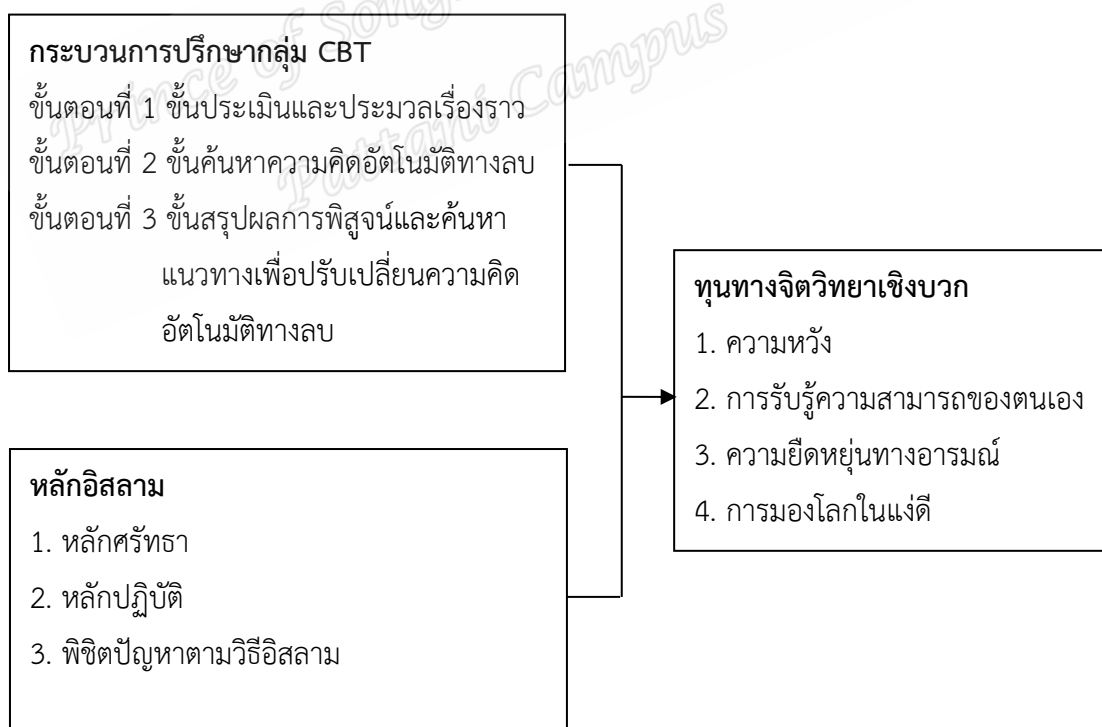 Prince of Song
Pattani Campus
กระบวนการปรึกษากลุ่ม CBT
ขั้นตอนที่ 1 ขั้นประเมินและประมวลเรื่องราว
ขั้นตอนที่ 2 ขั้นค้นหาความคิดอัตโนมัติทางลบ
ขั้นตอนที่ 3 ขั้นสรุปผลการพิสูจน์และค้นหา
แนวทางเพื่อปรับเปลี่ยนความคิด
อัตโนมัติทางลบ
หลักอิสลาม
1. หลักศรัทธา
2. หลักปฏิบัติ
3. พิชิตปัญหาตามวิธีอิสลาม
ทุนทางจิตวิทยาเชิงบวก
1. ความหวัง
2. การรับรู้ความสามารถของตนเอง
3. ความยืดหยุ่นทางอารมณ์
4. การมองโลกในแง่ดี